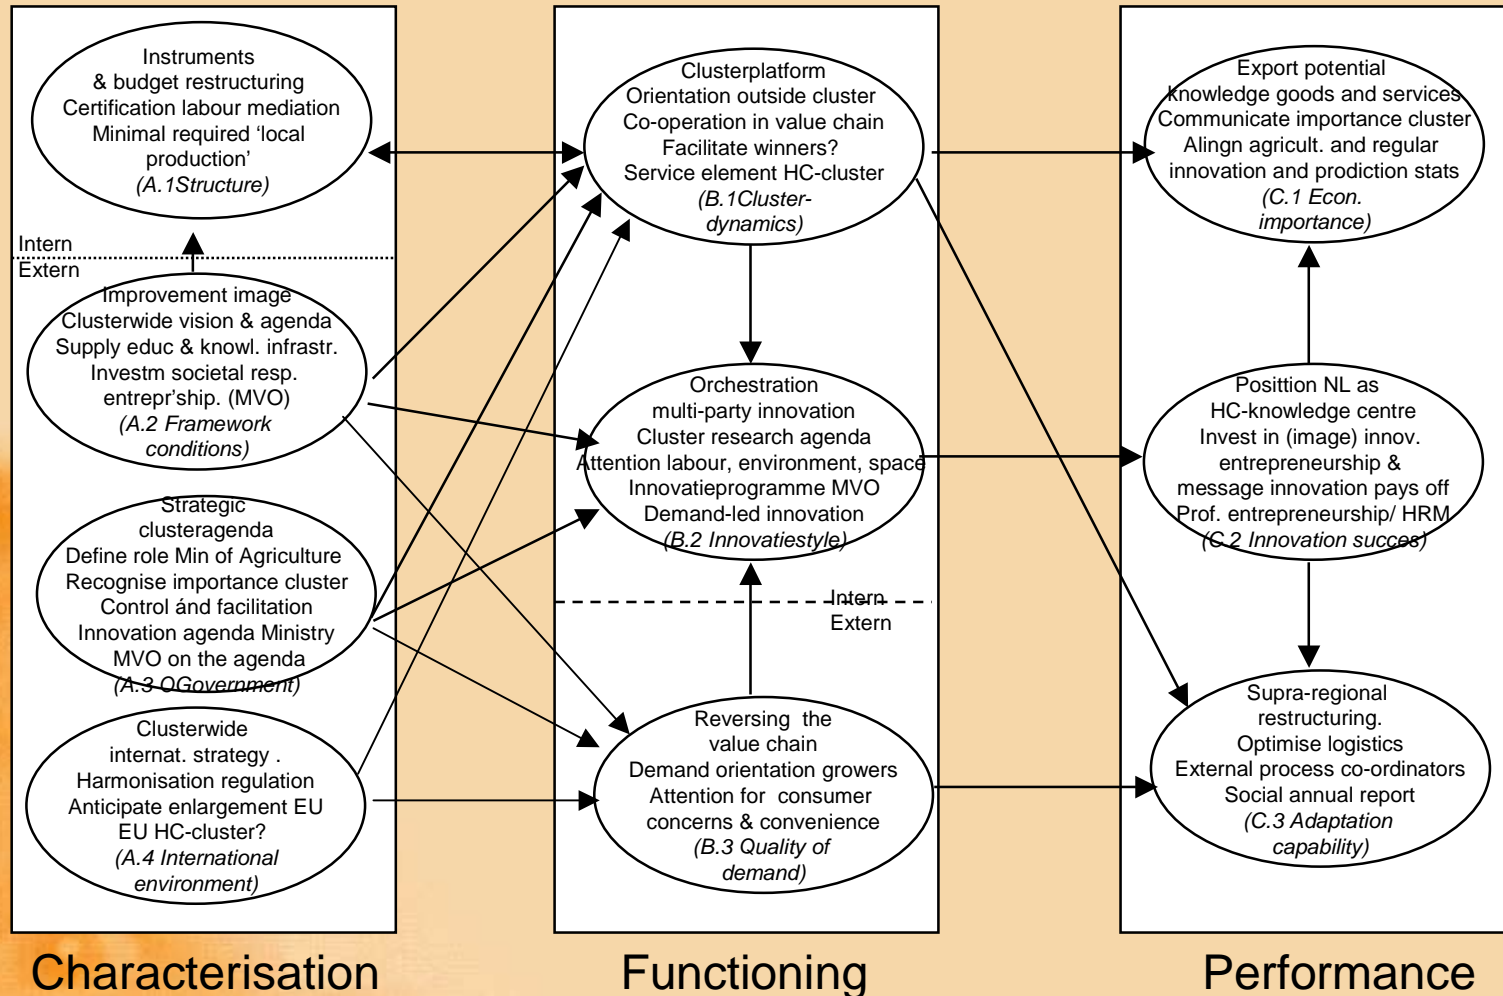 Instruments
& budget restructuring
Certification labour mediation
Minimal required ‘local
production’
(A.1Structure)
Intern
Extern
Improvement image
Clusterwide vision & agenda
Supply educ & knowl. infrastr.
Investm societal resp.
entrepr’ship. (MVO)
(A.2 Framework
conditions)
Strategic
clusteragenda
Define role Min of Agriculture
Recognise importance cluster
Control ánd facilitation
Innovation agenda Ministry
MVO on the agenda
(A.3 OGovernment)
Clusterwide
internat. strategy .
Harmonisation regulation
Anticipate enlargement EU
EU HC-cluster?
(A.4 International
environment)
Characterisation
Clusterplatform
Orientation outside cluster
Co-operation in value chain
Facilitate winners?
Service element HC-cluster
(B.1Cluster-
dynamics)
Orchestration
multi-party innovation
Cluster research agenda
Attention labour, environment, space
Innovatieprogramme MVO
Demand-led innovation
(B.2 Innovatiestyle)
Intern
Extern
Reversing the
value chain
Demand orientation growers
Attention for consumer
concerns & convenience
(B.3 Quality of
demand)
Functioning
Export potential
knowledge goods and services
Communicate importance cluster
Alingn agricult. and regular
innovation and prodiction stats
(C.1 Econ.
importance)
Posittion NL as
HC-knowledge centre
Invest in (image) innov.
entrepreneurship &
message innovation pays off
Prof. entrepreneurship/ HRM
(C.2 Innovation succes)
Supra-regional
restructuring.
Optimise logistics
External process co-ordinators
Social annual report
(C.3 Adaptation
capability)
Performance